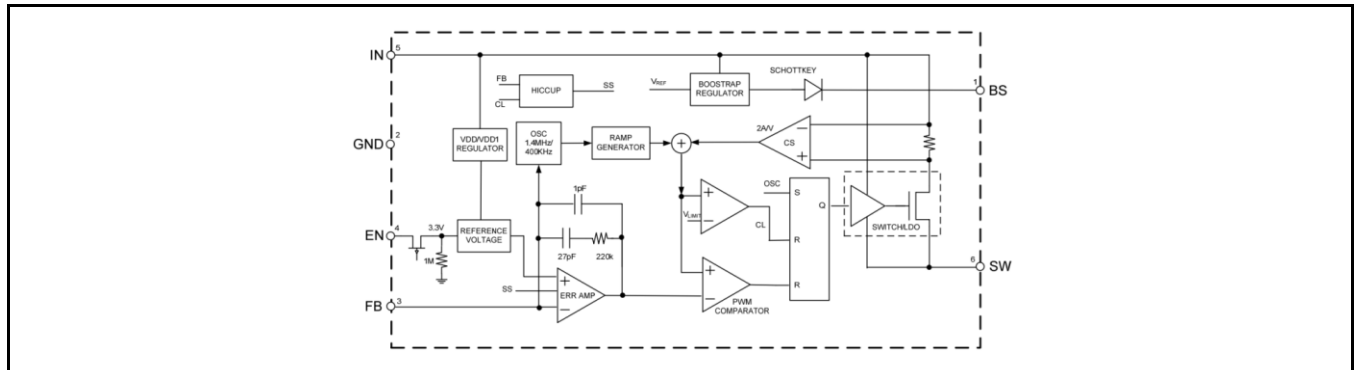 IN 5
FB
CL
HICCUP
SS
VREF
BOOSTRAP
REGULATOR
SCHOTTKEY
1 BS
GND 2
VDD/VDD1
REGULATOR
OSC
1.4MHz/
400KHz
RAMP
GENERATOR
+
2A/V
−
CS
+
1pF
OSC
S
Q
+
VLIMIT
−
CL
R
SWITCH/LDO
EN 4
3.3V
REFERENCE
VOLTAGE
1M
27pF
220k
6 SW
SS
+
ERR AMP
−
+
−
R
PWM
COMPARATOR
FB 3